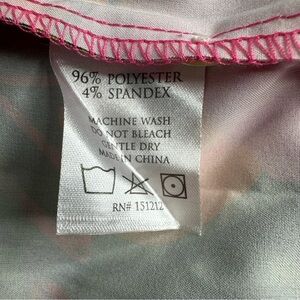 96% POLYESTER
4% SPANDEX
MACHINE WASH
DO NOT BLEACH
GENTLE DRY
MADE IN CHINA
RN# 151212